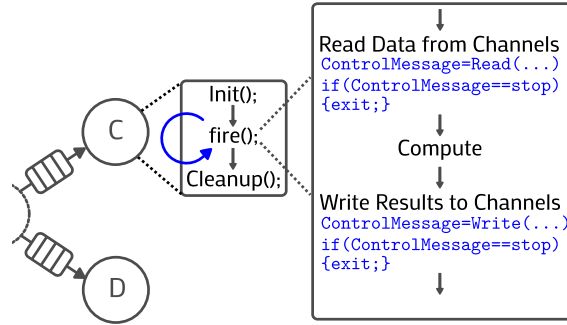 C
D
Init();
fire();
Cleanup();
Read Data from Channels
ControlMessage=Read(...)
if(ControlMessage==stop)
{exit;}
Compute
Write Results to Channels
ControlMessage=Write(...)
if(ControlMessage==stop)
{exit;}